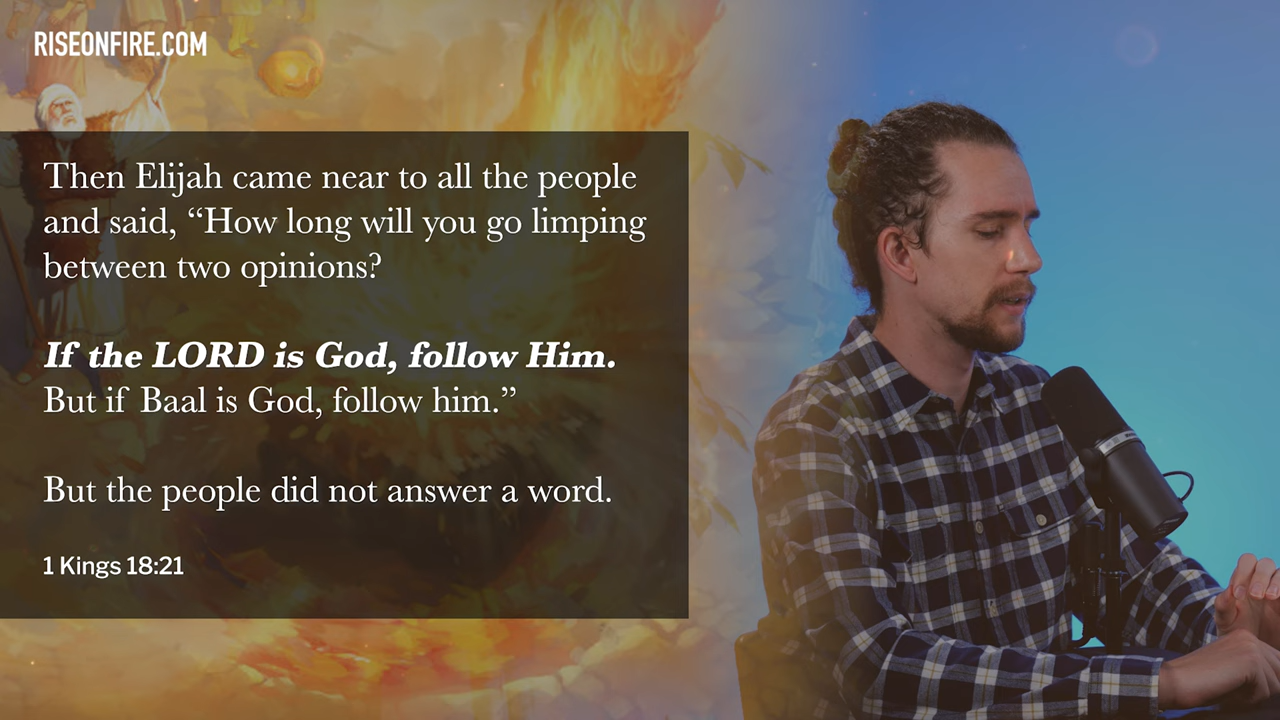 RISEONFIRE.COM
Then Elijah came near to all the people
and said, “How long will you go limping
between two opinions?
If the LORD is God, follow Him.
But if Baal is God, follow him.”
But the people did not answer a word.
1 Kings 18:21